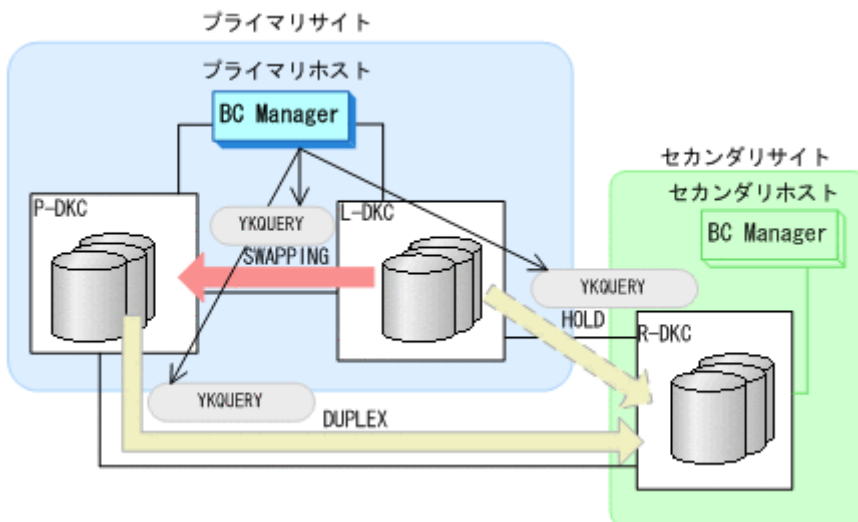 プライマリサイト
プライマリホスト
BC Manager
セカンダリサイト
セカンダリホスト
BC Manager
P-DKC
YKQUERY
L-DKC
SWAPPING
YKQUERY
HOLD
R-DKC
YKQUERY
DUPLEX